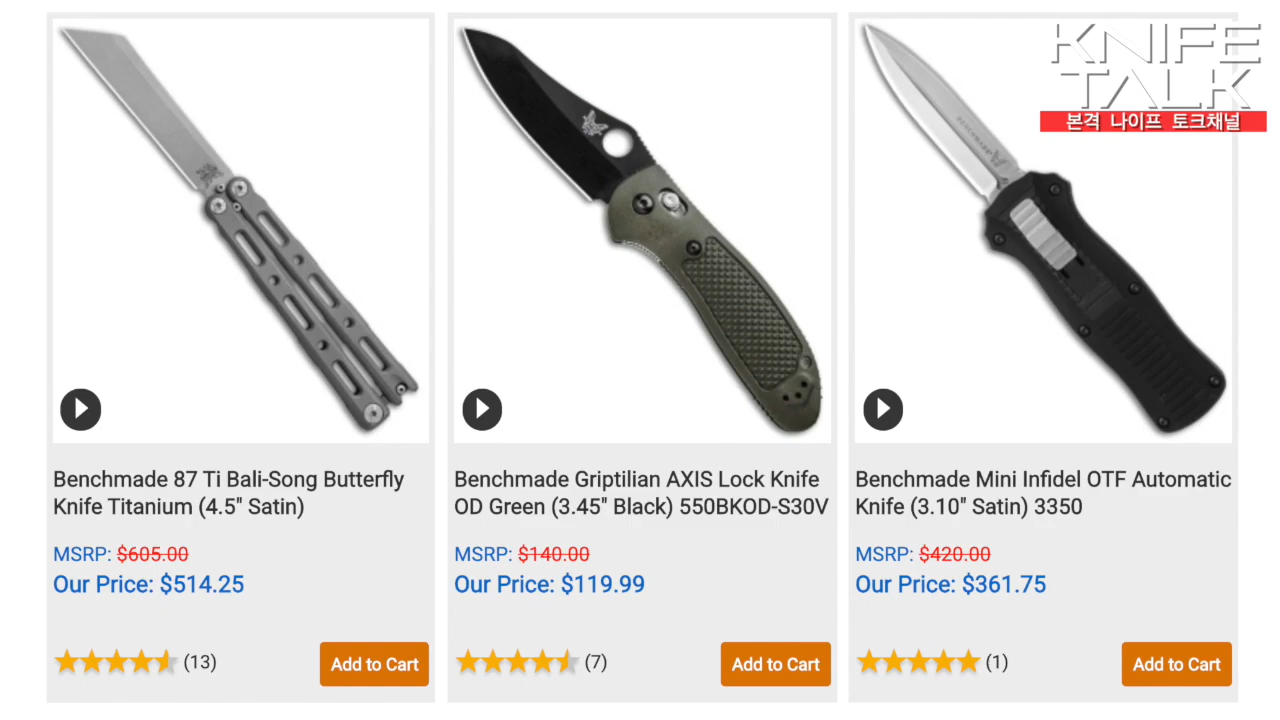 KNIFE
TALK
본격 나이프 토크채널
BENCHMADE
Benchmade 87 Ti Bali-Song Butterfly
Knife Titanium (4.5" Satin)
MSRP: $605.00
Our Price: $514.25
(13)
Add to Cart
Benchmade Griptilian AXIS Lock Knife
OD Green (3.45" Black) 550BKOD-S30V
MSRP: $140.00
Our Price: $119.99
(7)
Add to Cart
Benchmade Mini Infidel OTF Automatic
Knife (3.10" Satin) 3350
MSRP: $420.00
Our Price: $361.75
(1)
Add to Cart